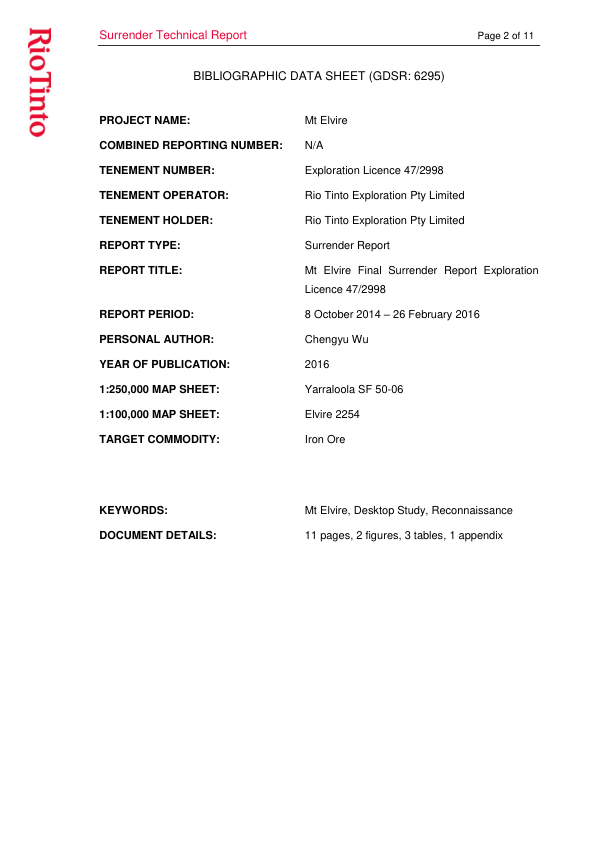 RioTinto
Surrender Technical Report Page 2 of 11
BIBLIOGRAPHIC DATA SHEET (GDSR: 6295)
PROJECT NAME: Mt Elvire
COMBINED REPORTING NUMBER: N/A
TENEMENT NUMBER: Exploration Licence 47/2998
TENEMENT OPERATOR: Rio Tinto Exploration Pty Limited
TENEMENT HOLDER: Rio Tinto Exploration Pty Limited
REPORT TYPE: Surrender Report
REPORT TITLE: Mt Elvire Final Surrender Report Exploration
Licence 47/2998
REPORT PERIOD: 8 October 2014 – 26 February 2016
PERSONAL AUTHOR: Chengyu Wu
YEAR OF PUBLICATION: 2016
1:250,000 MAP SHEET: Yarraloola SF 50-06
1:100,000 MAP SHEET: Elvire 2254
TARGET COMMODITY: Iron Ore
KEYWORDS: Mt Elvire, Desktop Study, Reconnaissance
DOCUMENT DETAILS: 11 pages, 2 figures, 3 tables, 1 appendix